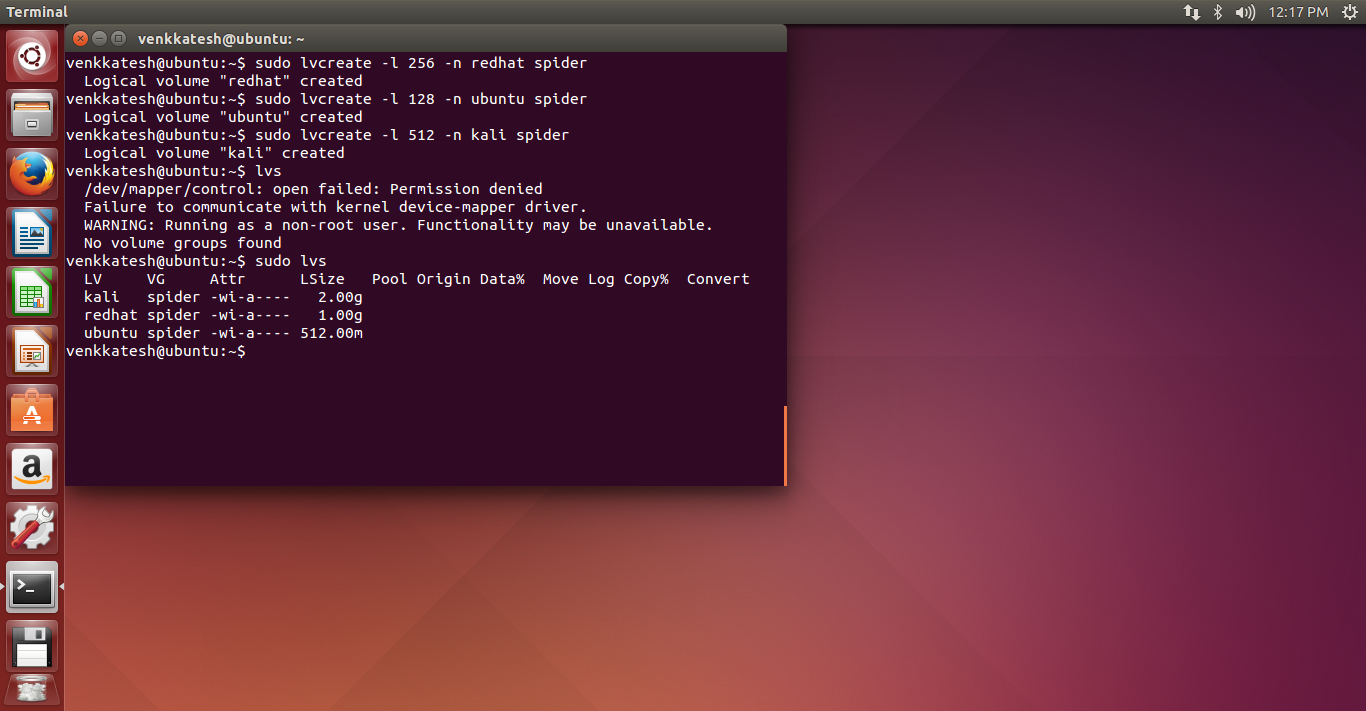 Terminal
12:17 PM
venkkatesh@ubuntu: ~
venkkatesh@ubuntu:~$ sudo lvcreate -l 256 -n redhat spider
  Logical volume "redhat" created
venkkatesh@ubuntu:~$ sudo lvcreate -l 128 -n ubuntu spider
  Logical volume "ubuntu" created
venkkatesh@ubuntu:~$ sudo lvcreate -l 512 -n kali spider
  Logical volume "kali" created
venkkatesh@ubuntu:~$ lvs
  /dev/mapper/control: open failed: Permission denied
  Failure to communicate with kernel device-mapper driver.
  WARNING: Running as a non-root user. Functionality may be unavailable.
  No volume groups found
venkkatesh@ubuntu:~$ sudo lvs
  LV     VG     Attr      LSize   Pool Origin Data%  Move Log Copy%  Convert
  kali   spider -wi-a----   2.00g
  redhat spider -wi-a----   1.00g
  ubuntu spider -wi-a---- 512.00m
venkkatesh@ubuntu:~$